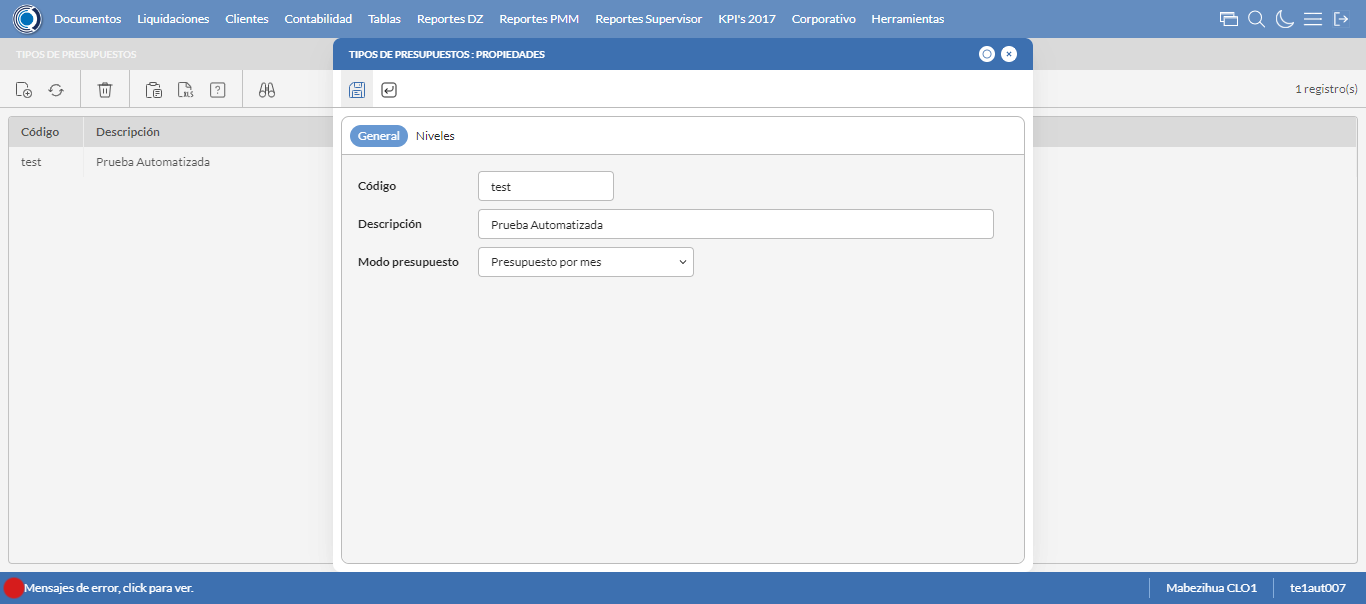 Documentos Liquidaciones Clientes Contabilidad Tablas Reportes DZ Reportes PMM Reportes Supervisor KPI's 2017 Corporativo Herramientas
TIPOS DE PRESUPUESTOS
TIPOS DE PRESUPUESTOS : PROPIEDADES
XLS ?
1 registro(s)
Código Descripción
test Prueba Automatizada
General Niveles
Código test
Descripción Prueba Automatizada
Modo presupuesto Presupuesto por mes
Mensajes de error, click para ver. Mabezihua CLO1 te1aut007